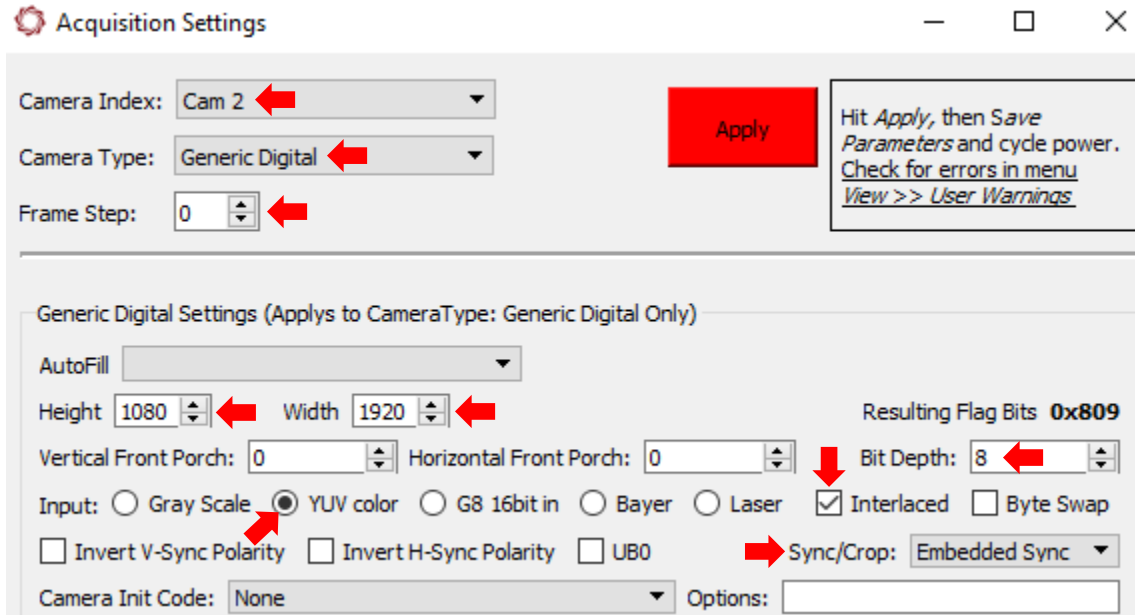 Acquisition Settings
Camera Index: Cam 2
Camera Type: Generic Digital
Frame Step: 0
Apply
Hit Apply, then Save
Parameters and cycle power.
Check for errors in menu
View >> User Warnings
Generic Digital Settings (Applys to CameraType: Generic Digital Only)
AutoFill
Height 1080 Width 1920 Resulting Flag Bits 0x809
Vertical Front Porch: 0 Horizontal Front Porch: 0 Bit Depth: 8
Input: Gray Scale YUV color G8 16bit in Bayer Laser Interlaced Byte Swap
Invert V-Sync Polarity Invert H-Sync Polarity UB0 Sync/Crop: Embedded Sync
Camera Init Code: None Options: